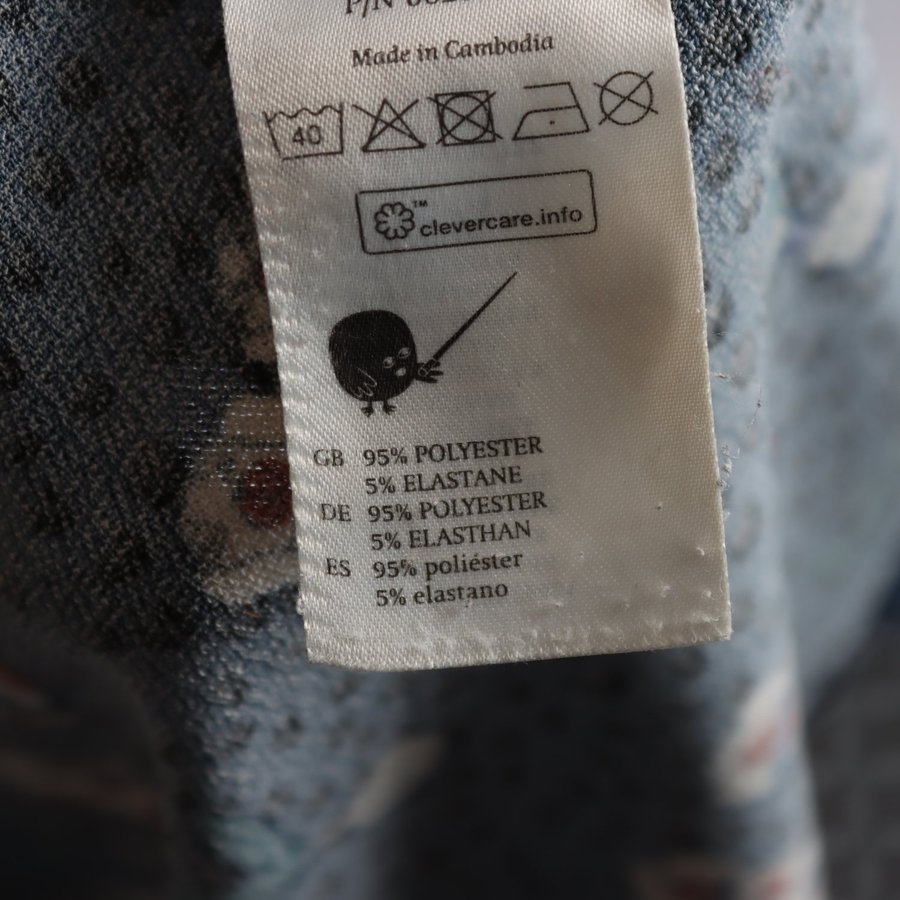 P/N
Made in Cambodia
40
™ clevercare.info
GB 95% POLYESTER
5% ELASTANE
DE 95% POLYESTER
5% ELASTHAN
ES 95% poliéster
5% elastano